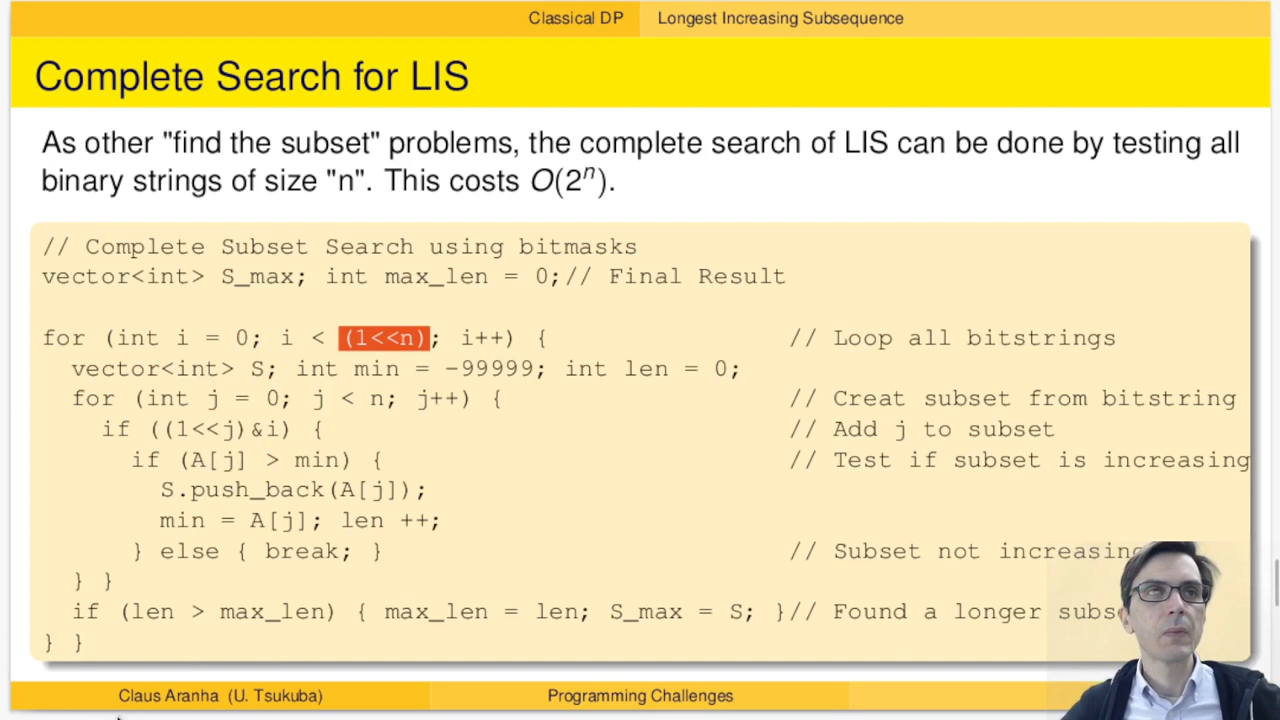 Classical DP Longest Increasing Subsequence
Complete Search for LIS
As other "find the subset" problems, the complete search of LIS can be done by testing all
binary strings of size "n". This costs O(2ⁿ).
// Complete Subset Search using bitmasks
vector<int> S_max; int max_len = 0;// Final Result
for (int i = 0; i < (1<<n); i++) { // Loop all bitstrings
vector<int> S; int min = -99999; int len = 0;
for (int j = 0; j < n; j++) { // Creat subset from bitstring
if ((1<<j)&i) { // Add j to subset
if (A[j] > min) { // Test if subset is increasing
S.push_back(A[j]);
min = A[j]; len ++;
} else { break; } // Subset not increasing
} }
if (len > max_len) { max_len = len; S_max = S; }// Found a longer
} }
Claus Aranha (U. Tsukuba) Programming Challenges